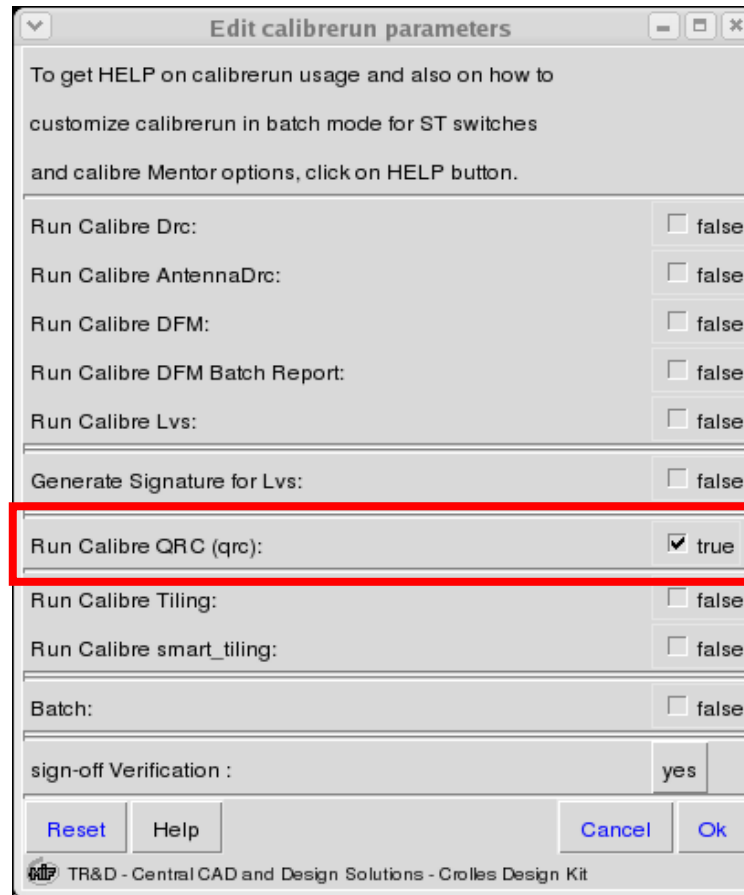 Edit calibrerun parameters
To get HELP on calibrerun usage and also on how to
customize calibrerun in batch mode for ST switches
and calibre Mentor options, click on HELP button.
Run Calibre Drc: false
Run Calibre AntennaDrc: false
Run Calibre DFM: false
Run Calibre DFM Batch Report: false
Run Calibre Lvs: false
Generate Signature for Lvs: false
Run Calibre QRC (qrc): true
Run Calibre Tiling: false
Run Calibre smart_tiling: false
Batch: false
sign-off Verification : yes
Reset Help Cancel Ok
TR&D - Central CAD and Design Solutions - Crolles Design Kit